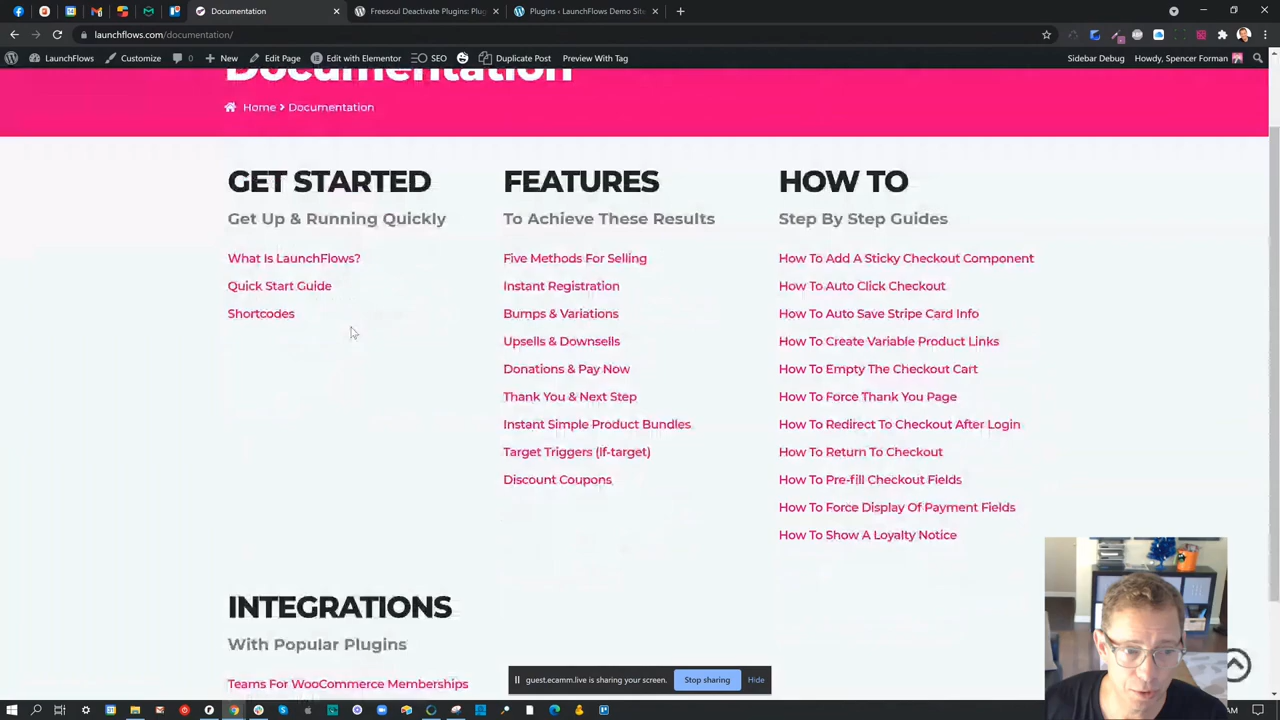 Documentation
Freesoul Deactivate Plugins: Plug
Plugins ‹ LaunchFlows Demo Site
launchflows.com/documentation/
LaunchFlows
Customize
0
New
Edit Page
Edit with Elementor
SEO
Duplicate Post
Preview With Tag
Sidebar Debug
Howdy, Spencer Forman
Documentation
Home
Documentation
GET STARTED
Get Up & Running Quickly
What Is LaunchFlows?
Quick Start Guide
Shortcodes
FEATURES
To Achieve These Results
Five Methods For Selling
Instant Registration
Bumps & Variations
Upsells & Downsells
Donations & Pay Now
Thank You & Next Step
Instant Simple Product Bundles
Target Triggers (lf-target)
Discount Coupons
HOW TO
Step By Step Guides
How To Add A Sticky Checkout Component
How To Auto Click Checkout
How To Auto Save Stripe Card Info
How To Create Variable Product Links
How To Empty The Checkout Cart
How To Force Thank You Page
How To Redirect To Checkout After Login
How To Return To Checkout
How To Pre-fill Checkout Fields
How To Force Display Of Payment Fields
How To Show A Loyalty Notice
INTEGRATIONS
With Popular Plugins
Teams For WooCommerce Memberships
guest.ecamm.live is sharing your screen.
Stop sharing
Hide